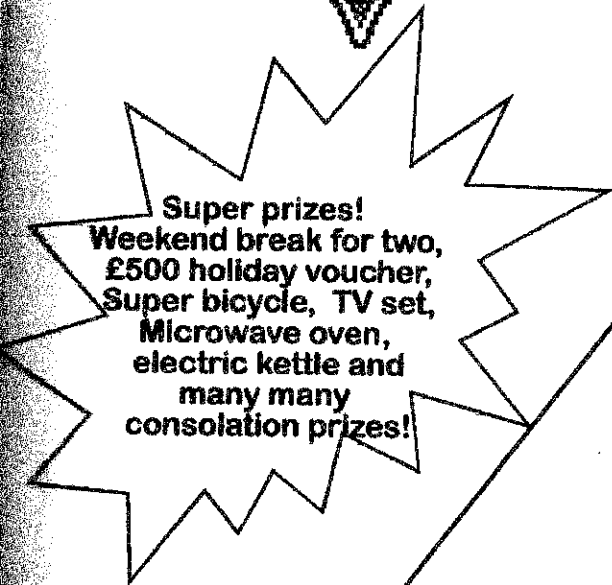 Super prizes!
Weekend break for two,
£500 holiday voucher,
Super bicycle, TV set,
Microwave oven,
electric kettle and
many many
consolation prizes!